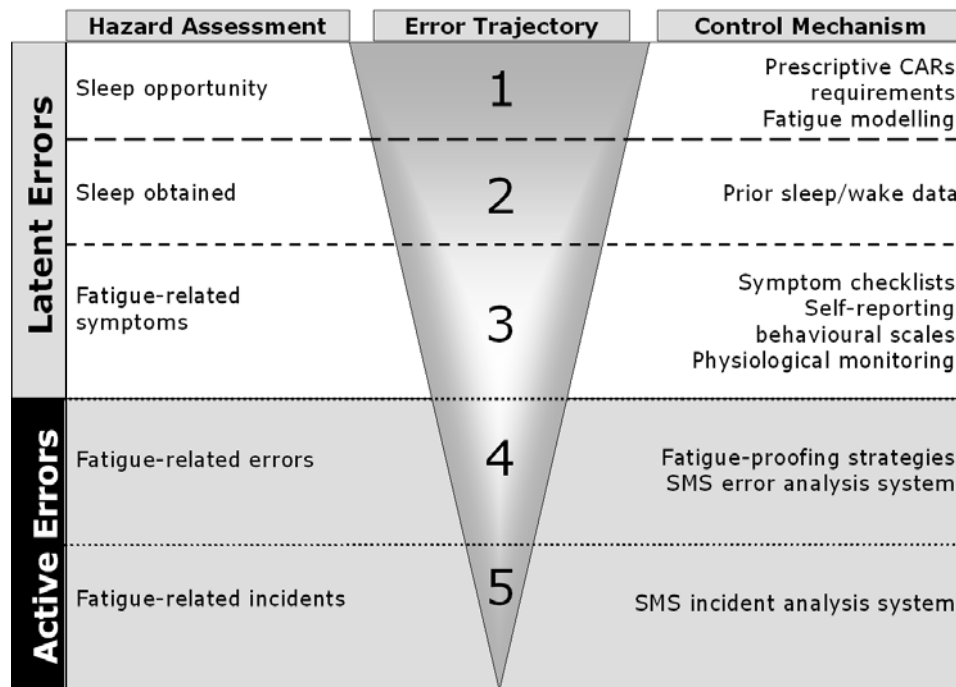 Hazard Assessment
Error Trajectory
Control Mechanism
Latent Errors
Sleep opportunity
1
Prescriptive CARs
requirements
Fatigue modelling
Sleep obtained
2
Prior sleep/wake data
Fatigue-related
symptoms
3
Symptom checklists
Self-reporting
behavioural scales
Physiological monitoring
Active Errors
Fatigue-related errors
4
Fatigue-proofing strategies
SMS error analysis system
Fatigue-related incidents
5
SMS incident analysis system